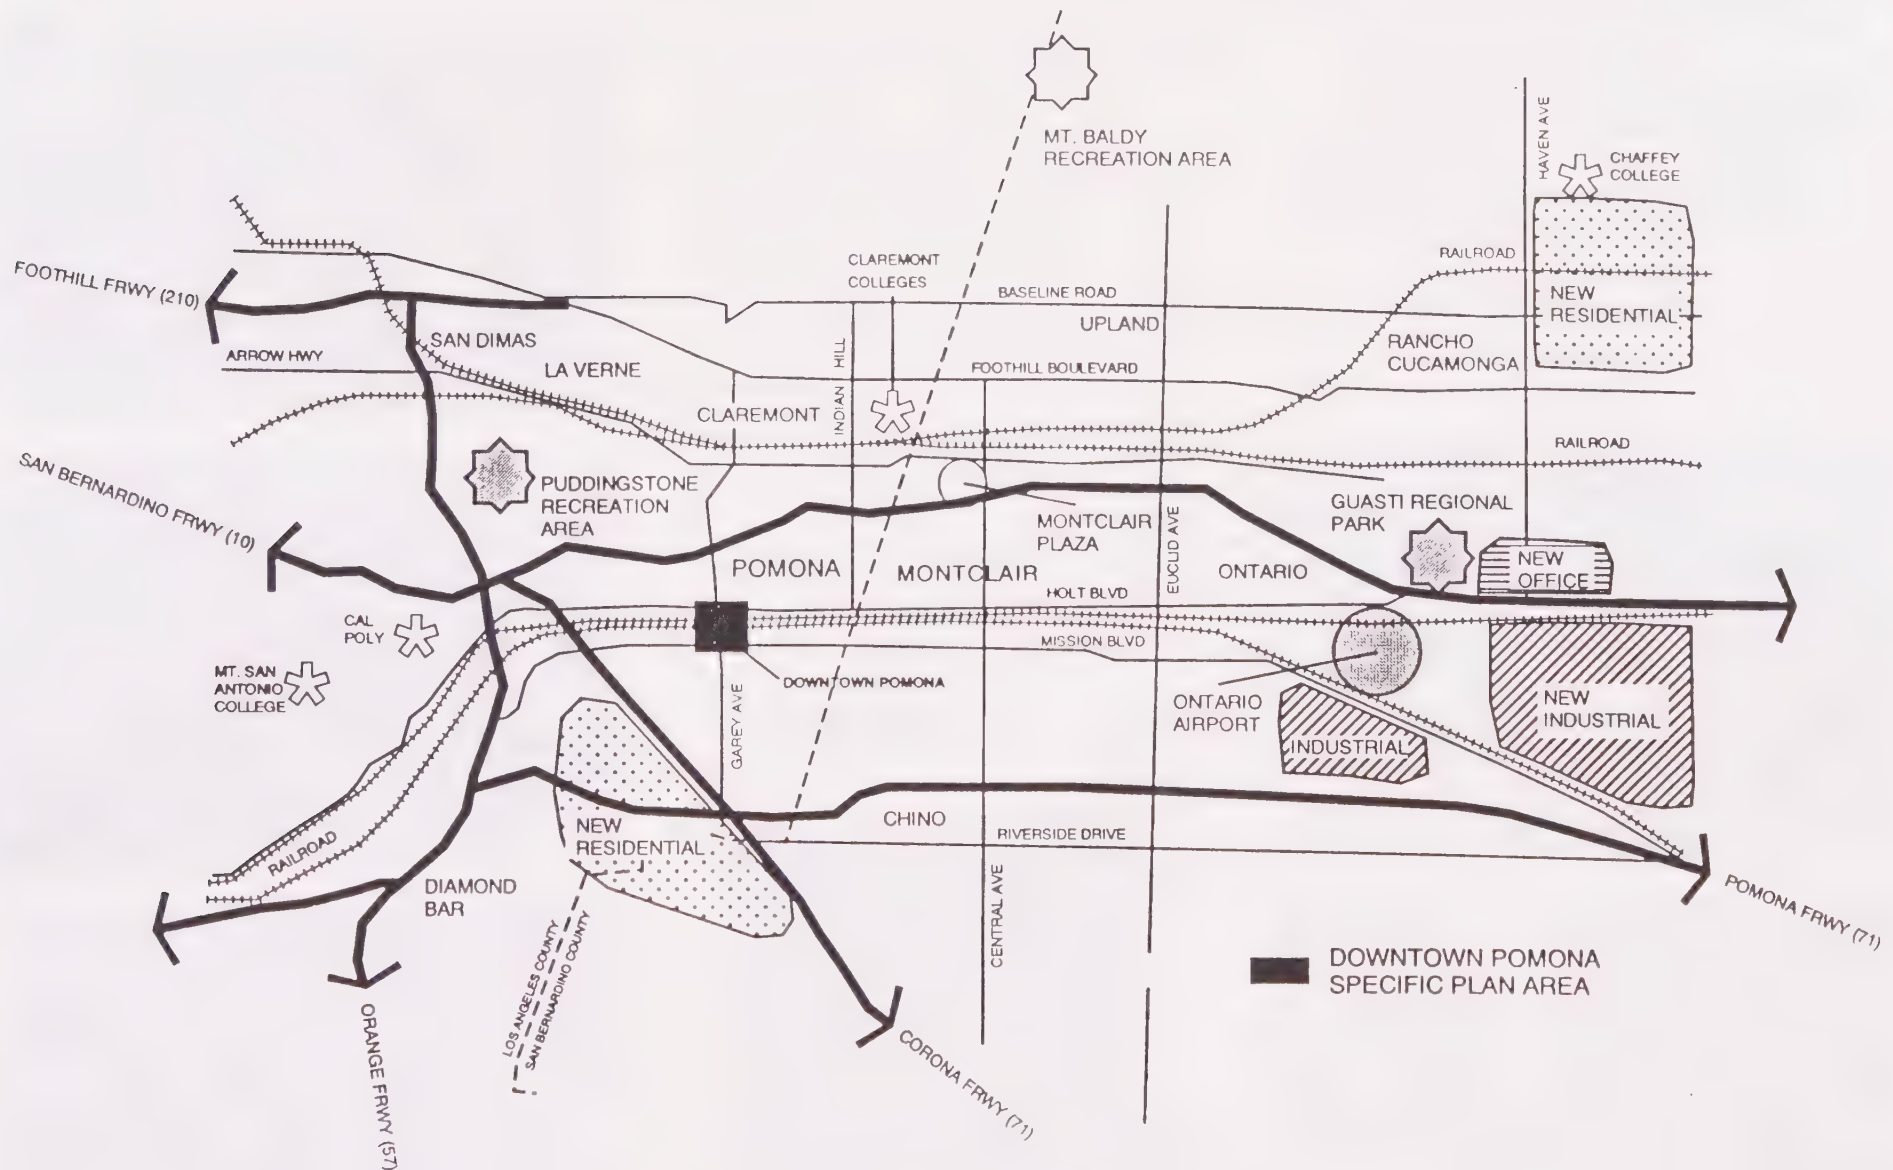 MT. BALDY
RECREATION AREA
HAVEN AVE
CHAFFEY
COLLEGE
FOOTHILL FRWY (210)
CLAREMONT
COLLEGES
RAILROAD
BASELINE ROAD
UPLAND
NEW
RESIDENTIAL
SAN DIMAS
ARROW HWY
LA VERNE
INDIAN HILL
FOOTHILL BOULEVARD
RANCHO
CUCAMONGA
CLAREMONT
RAILROAD
SAN BERNARDINO FRWY (10)
PUDDINGSTONE
RECREATION
AREA
MONTCLAIR
PLAZA
EUCLID AVE
GUASTI REGIONAL
PARK
POMONA
MONTCLAIR
ONTARIO
NEW
OFFICE
HOLT BLVD
CAL
POLY
MISSION BLVD
MT. SAN
ANTONIO
COLLEGE
DOWNTOWN POMONA
GAREY AVE
ONTARIO
AIRPORT
INDUSTRIAL
NEW
INDUSTRIAL
NEW
RESIDENTIAL
CHINO
RIVERSIDE DRIVE
RAILROAD
DIAMOND
BAR
CENTRAL AVE
POMONA FRWY (71)
LOS ANGELES COUNTY
SAN BERNARDINO COUNTY
DOWNTOWN POMONA
SPECIFIC PLAN AREA
ORANGE FRWY (57)
CORONA FRWY (71)